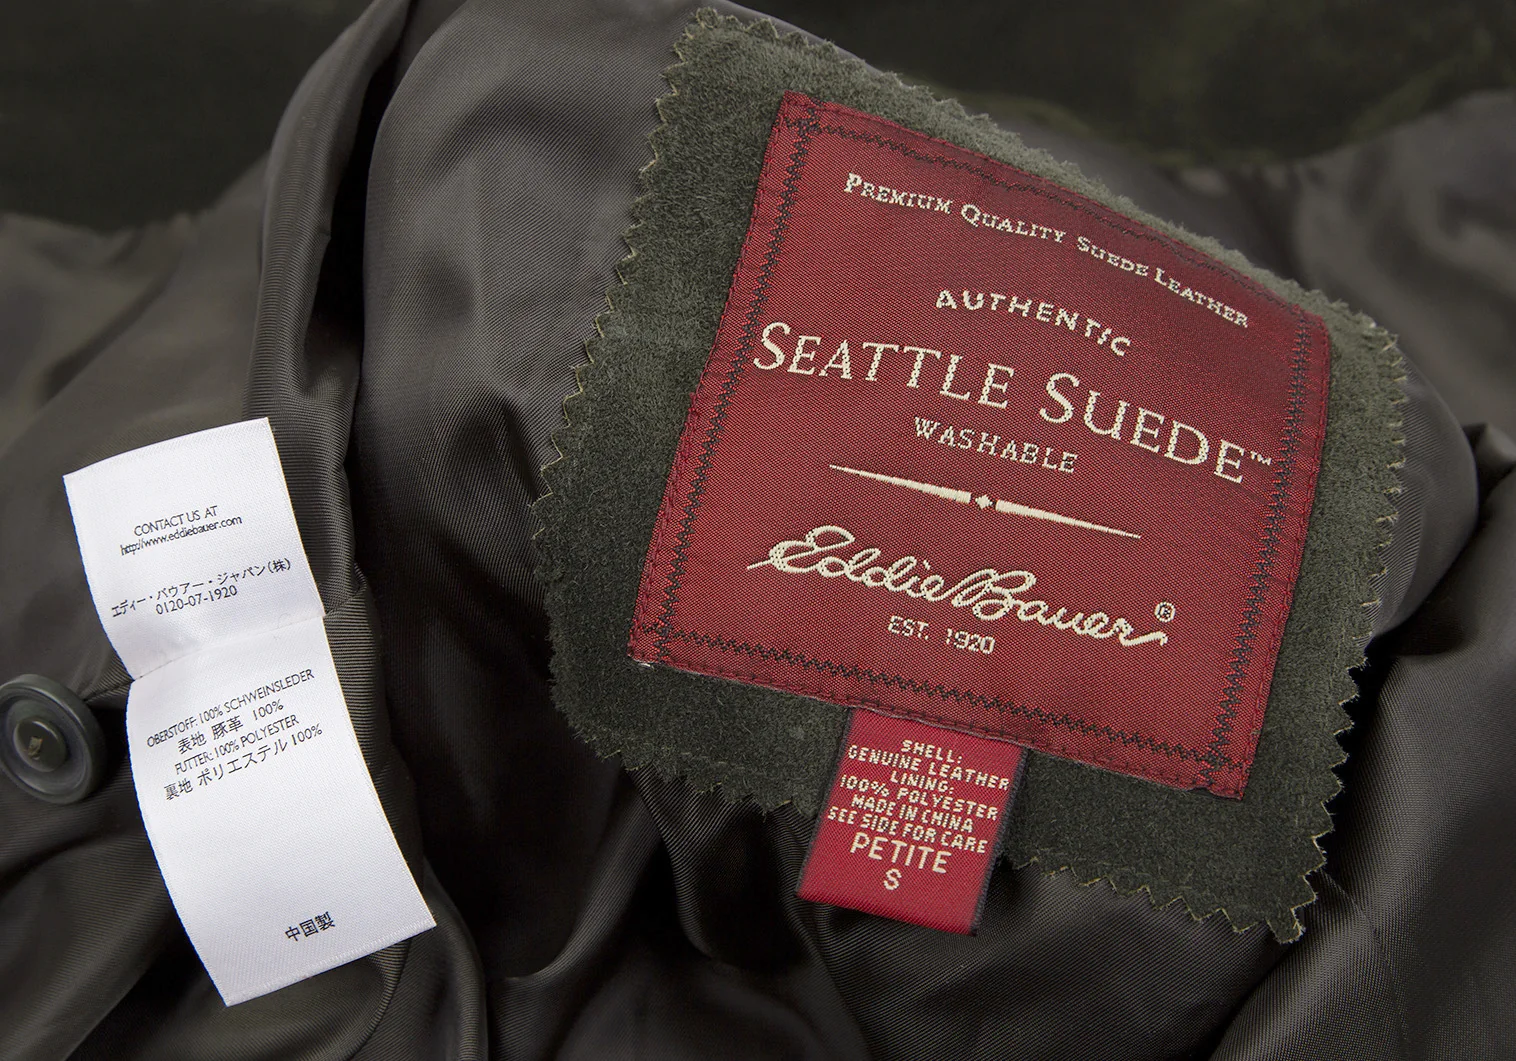 CONTACT US AT
http://www.eddiebauer.com
エディー・バウアー・ジャパン(株)
0120-07-1920
OBERSTOFF: 100% SCHWEINSLEDER
表地 豚革 100%
FUTTER: 100% POLYESTER
裏地 ポリエステル 100%
中国製
PREMIUM QUALITY SUEDE LEATHER
AUTHENTIC
SEATTLE SUEDE™
WASHABLE
Eddie Bauer®
EST. 1920
SHELL:
GENUINE LEATHER
LINING:
100% POLYESTER
MADE IN CHINA
SEE SIDE FOR CARE
PETITE
S